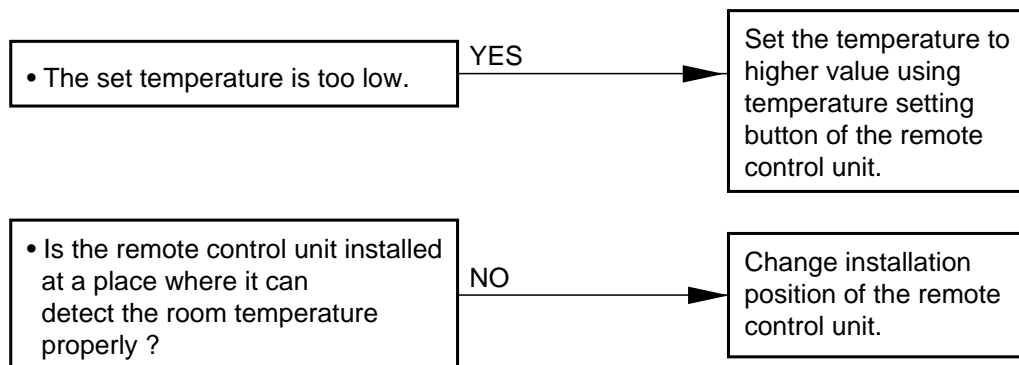 • The set temperature is too low.
YES
Set the temperature to
higher value using
temperature setting
button of the remote
control unit.
• Is the remote control unit installed
at a place where it can
detect the room temperature
properly ?
NO
Change installation
position of the remote
control unit.